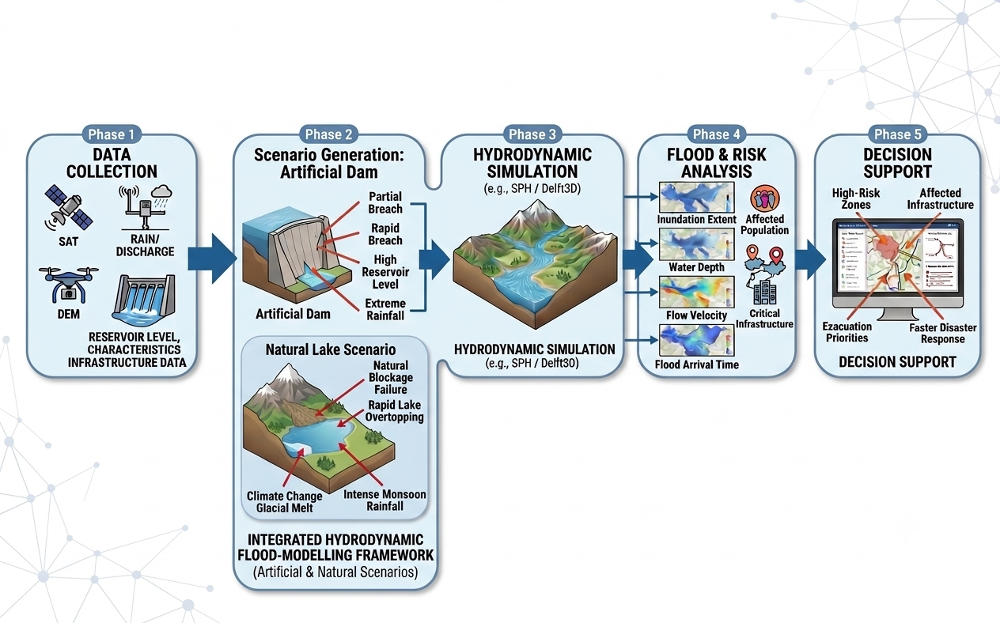 Phase 1
DATA
COLLECTION
SAT
RAIN/
DISCHARGE
DEM
RESERVOIR LEVEL,
CHARACTERISTICS
INFRASTRUCTURE DATA
Phase 2
Scenario Generation:
Artificial Dam
Partial
Breach
Rapid
Breach
High
Reservoir
Level
Extreme
Rainfall
Artificial Dam
Natural Lake Scenario
Natural
Blockage
Failure
Rapid Lake
Overtopping
Climate Change
Glacial Melt
Intense Monsoon
Rainfall
INTEGRATED HYDRODYNAMIC
FLOOD-MODELLING FRAMEWORK
(Artificial & Natural Scenarios)
Phase 3
HYDRODYNAMIC
SIMULATION
(e.g., SPH / Delft3D)
HYDRODYNAMIC SIMULATION
(e.g., SPH / Delft30)
Phase 4
FLOOD & RISK
ANALYSIS
Inundation Extent
Water Depth
Flow Velocity
Flood Arrival Time
Affected
Population
Critical
Infrastructure
Phase 5
DECISION
SUPPORT
High-Risk
Zones
Affected
Infrastructure
Ezacuation
Priorities
Faster Disaster
Response
DECISION SUPPORT